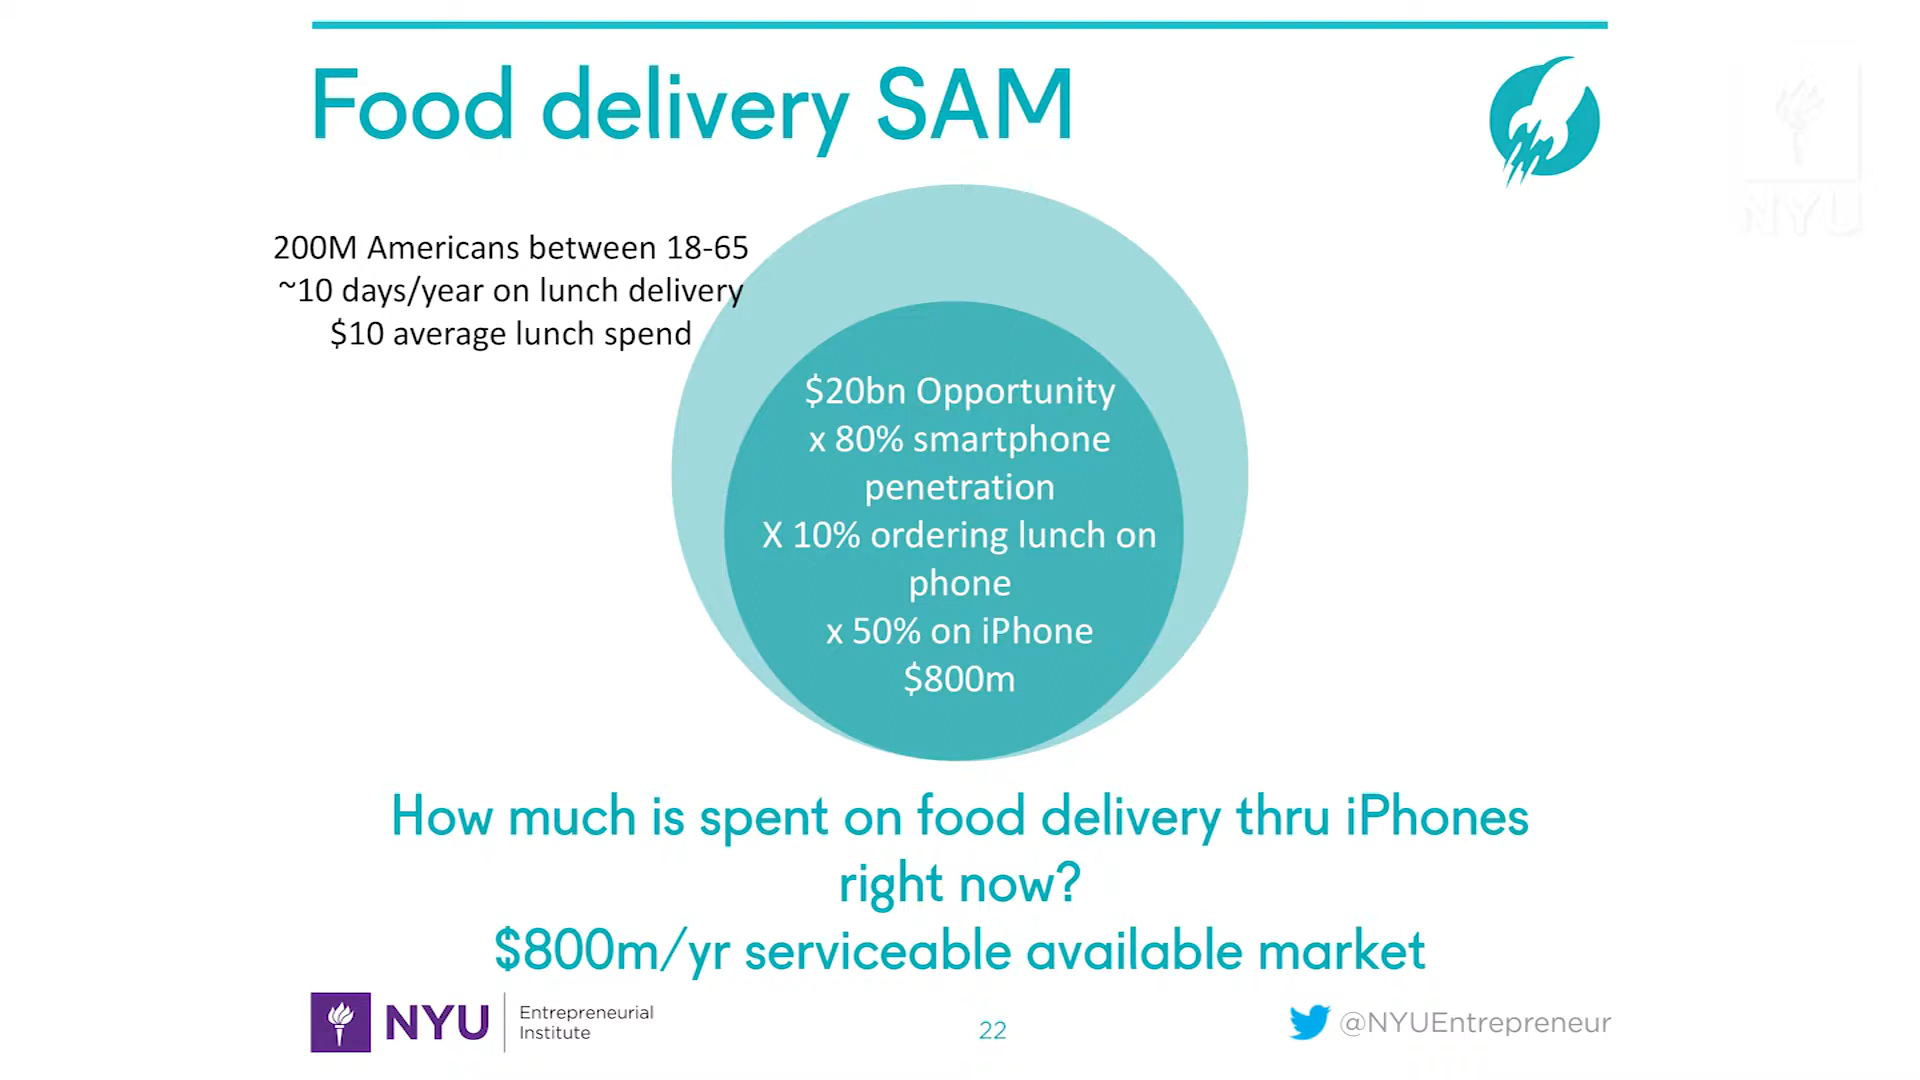 Food delivery SAM
NYU
200M Americans between 18-65
~10 days/year on lunch delivery
$10 average lunch spend
$20bn Opportunity
x 80% smartphone
penetration
X 10% ordering lunch on
phone
x 50% on iPhone
$800m
How much is spent on food delivery thru iPhones
right now?
$800m/yr serviceable available market
NYU
Entrepreneurial
Institute
22
@NYUEntrepreneur